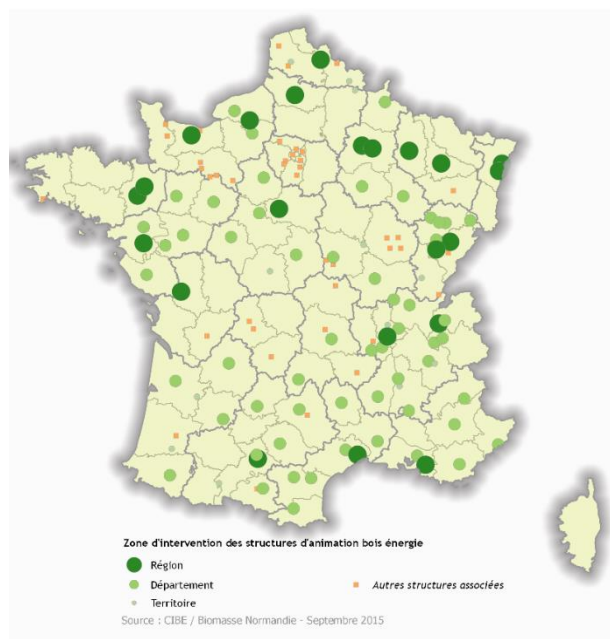 Zone d'intervention des structures d'animation bois énergie
Région
Département
Autres structures associées
Territoire
Source : CIBE / Biomasse Normandie - Septembre 2015